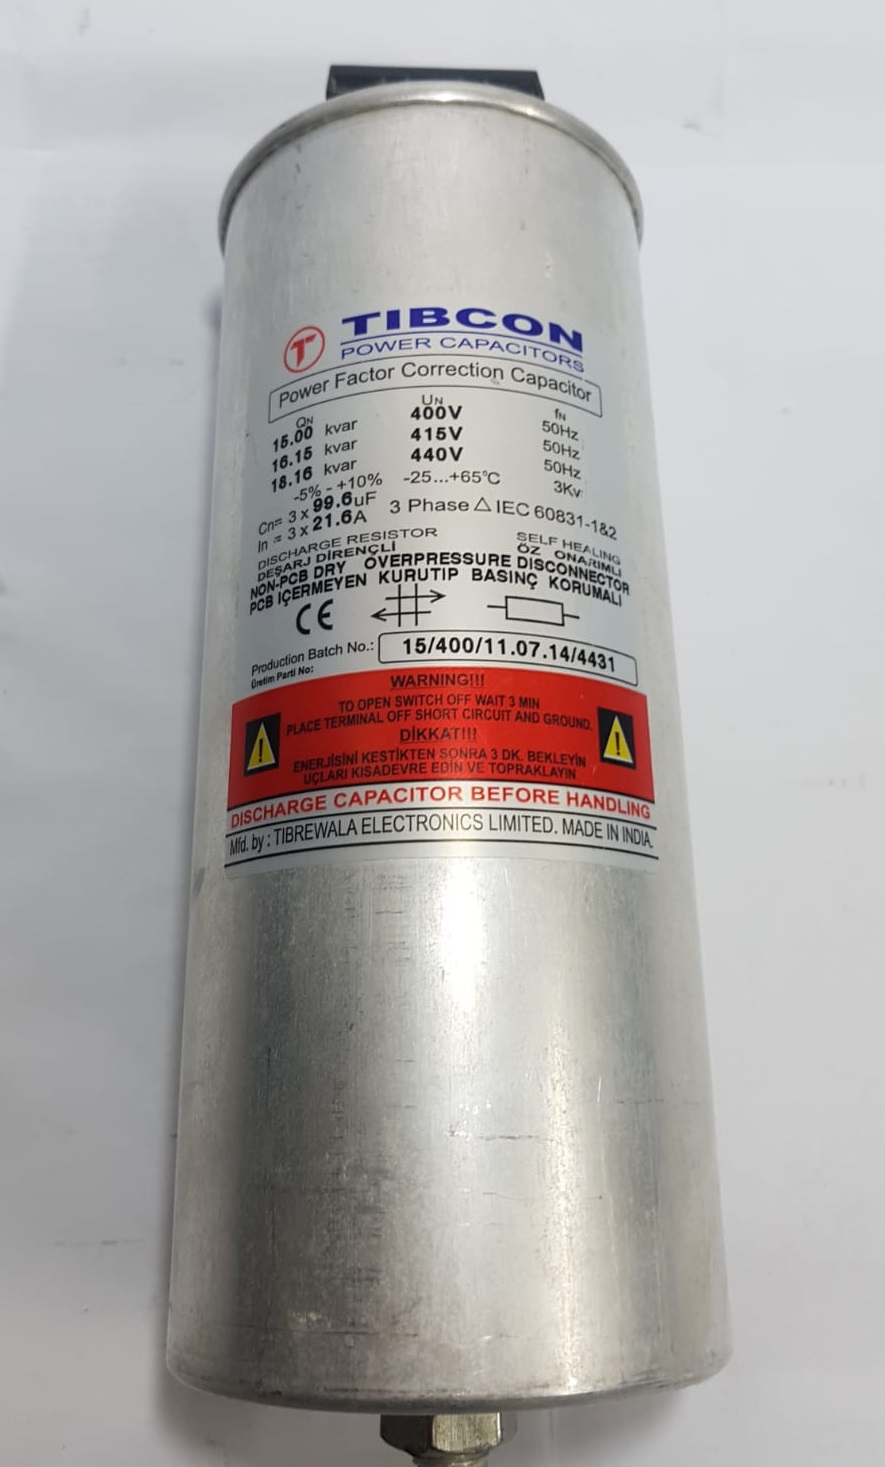 T
TIBCON
POWER CAPACITORS
Power Factor Correction Capacitor
QN UN fN
15.00 kvar 400V 50Hz
16.15 kvar 415V 50Hz
18.16 kvar 440V 50Hz
-5% - +10% -25...+65°C 3Kv
Cn= 3 x 99.6uF 3 Phase △ IEC 60831-1&2
In = 3 x 21.6A
DISCHARGE RESISTOR SELF HEALING
DEŞARJ DİRENÇLİ ÖZ ONARIMLI
NON-PCB DRY OVERPRESSURE DISCONNECTOR
PCB İÇERMEYEN KURUTIP BASINÇ KORUMALI
CE
Production Batch No.: 15/400/11.07.14/4431
Üretim Parti No:
WARNING!!!
TO OPEN SWITCH OFF WAIT 3 MIN
PLACE TERMINAL OFF SHORT CIRCUIT AND GROUND.
DİKKAT!!!
ENERJİSİNİ KESTİKTEN SONRA 3 DK. BEKLEYİN
UÇLARI KISADEVRE EDİN VE TOPRAKLAYIN
DISCHARGE CAPACITOR BEFORE HANDLING
Mfd. by : TIBREWALA ELECTRONICS LIMITED. MADE IN INDIA.